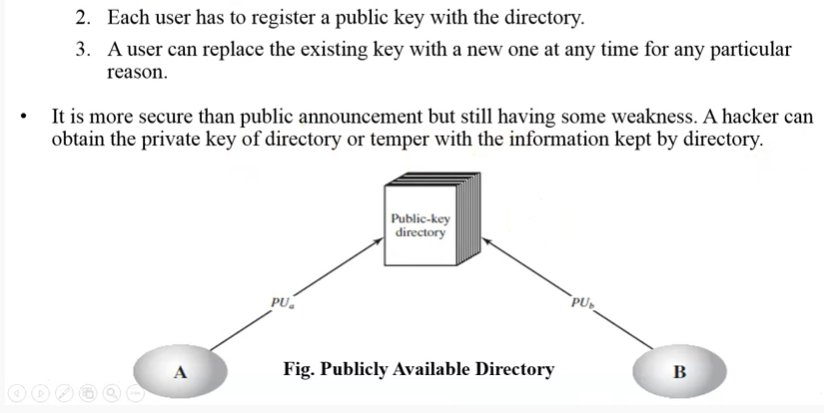 2. Each user has to register a public key with the directory.
3. A user can replace the existing key with a new one at any time for any particular
reason.
• It is more secure than public announcement but still having some weakness. A hacker can
obtain the private key of directory or temper with the information kept by directory.
Public-key
directory
PUa
PUb
A
Fig. Publicly Available Directory
B